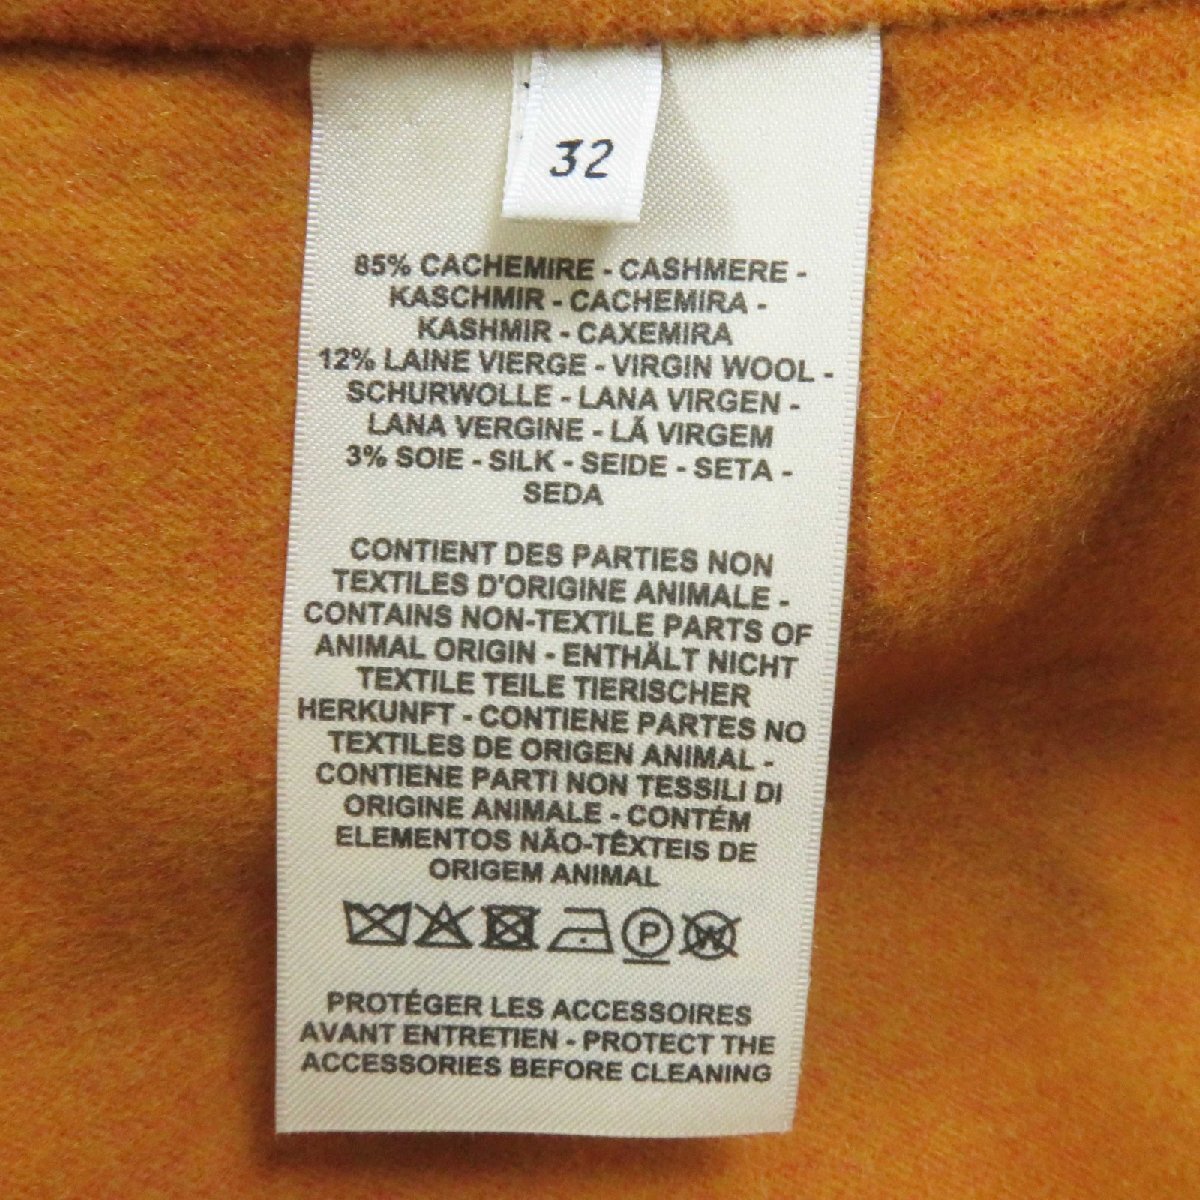 32
85% CACHEMIRE - CASHMERE -
KASCHMIR - CACHEMIRA -
KASHMIR - CAXEMIRA
12% LAINE VIERGE - VIRGIN WOOL -
SCHURWOLLE - LANA VIRGEN -
LANA VERGINE - LÃ VIRGEM
3% SOIE - SILK - SEIDE - SETA -
SEDA
CONTIENT DES PARTIES NON
TEXTILES D'ORIGINE ANIMALE -
CONTAINS NON-TEXTILE PARTS OF
ANIMAL ORIGIN - ENTHÄLT NICHT
TEXTILE TEILE TIERISCHER
HERKUNFT - CONTIENE PARTES NO
TEXTILES DE ORIGEN ANIMAL -
CONTIENE PARTI NON TESSILI DI
ORIGINE ANIMALE - CONTÉM
ELEMENTOS NÃO-TÊXTEIS DE
ORIGEM ANIMAL
P W
PROTÉGER LES ACCESSOIRES
AVANT ENTRETIEN - PROTECT THE
ACCESSORIES BEFORE CLEANING